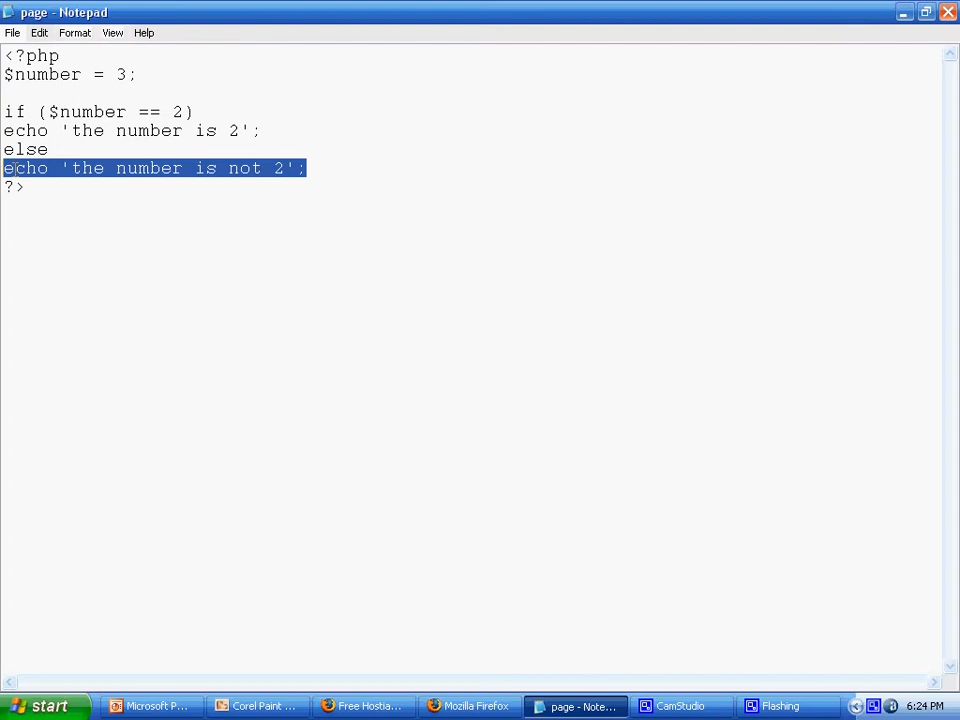 page - Notepad
File Edit Format View Help
<?php
$number = 3;
if ($number == 2)
echo 'the number is 2';
else
echo 'the number is not 2';
?>
start Microsoft P... Corel Paint ... Free Hostia... Mozilla Firefox page - Note... CamStudio Flashing 6:24 PM